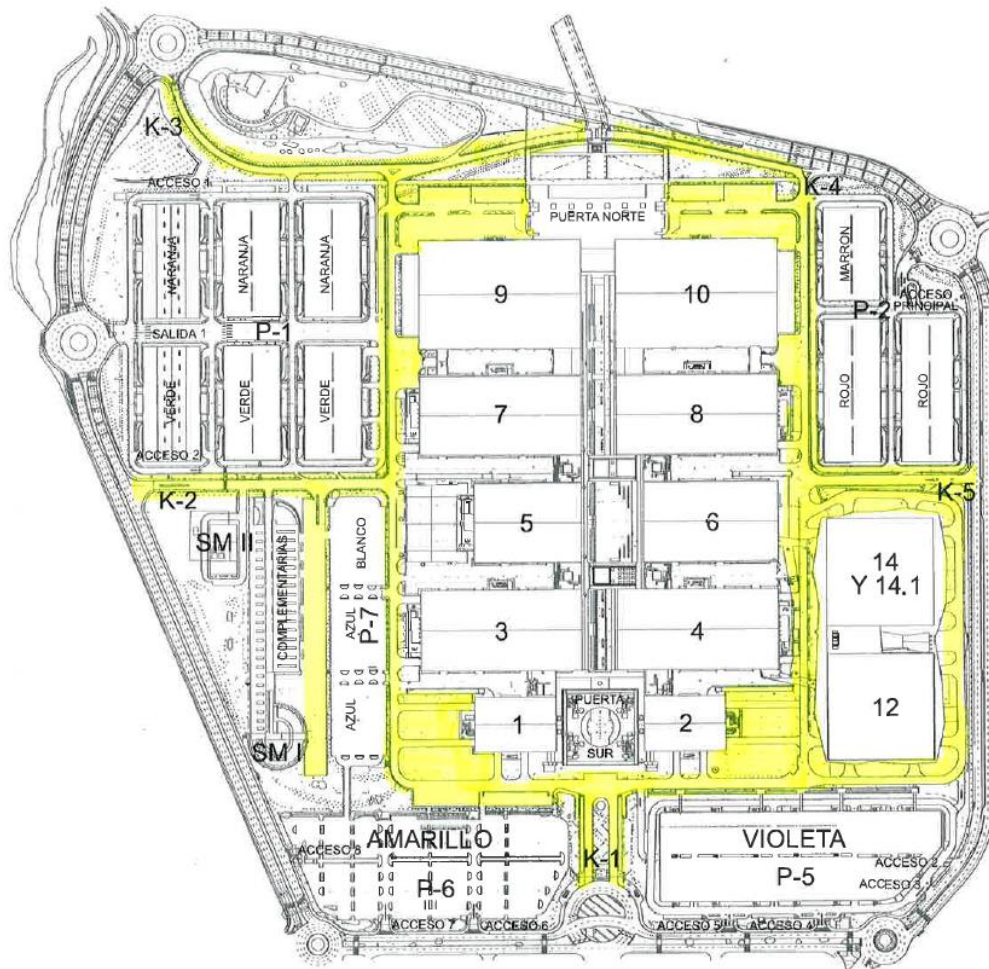 K-3
ACCESO 1
K-4
PUERTA NORTE
NARANJA
NARANJA
NARANJA
MARRON
ACCESO
PRINCIPAL
P-2
9
10
SALIDA 1
P-1
VERDE
VERDE
VERDE
ROJO
ROJO
7
8
ACCESO 2
K-2
K-5
SM II
COMPLEMENTARIAS
BLANCO
5
6
14
Y 14.1
AZUL
P-7
3
4
AZUL
SM I
1
PUERTA
SUR
2
12
AMARILLO
VIOLETA
ACCESO 8
K-1
P-6
P-5
ACCESO 2
ACCESO 3
ACCESO 7
ACCESO 6
ACCESO 5
ACCESO 4